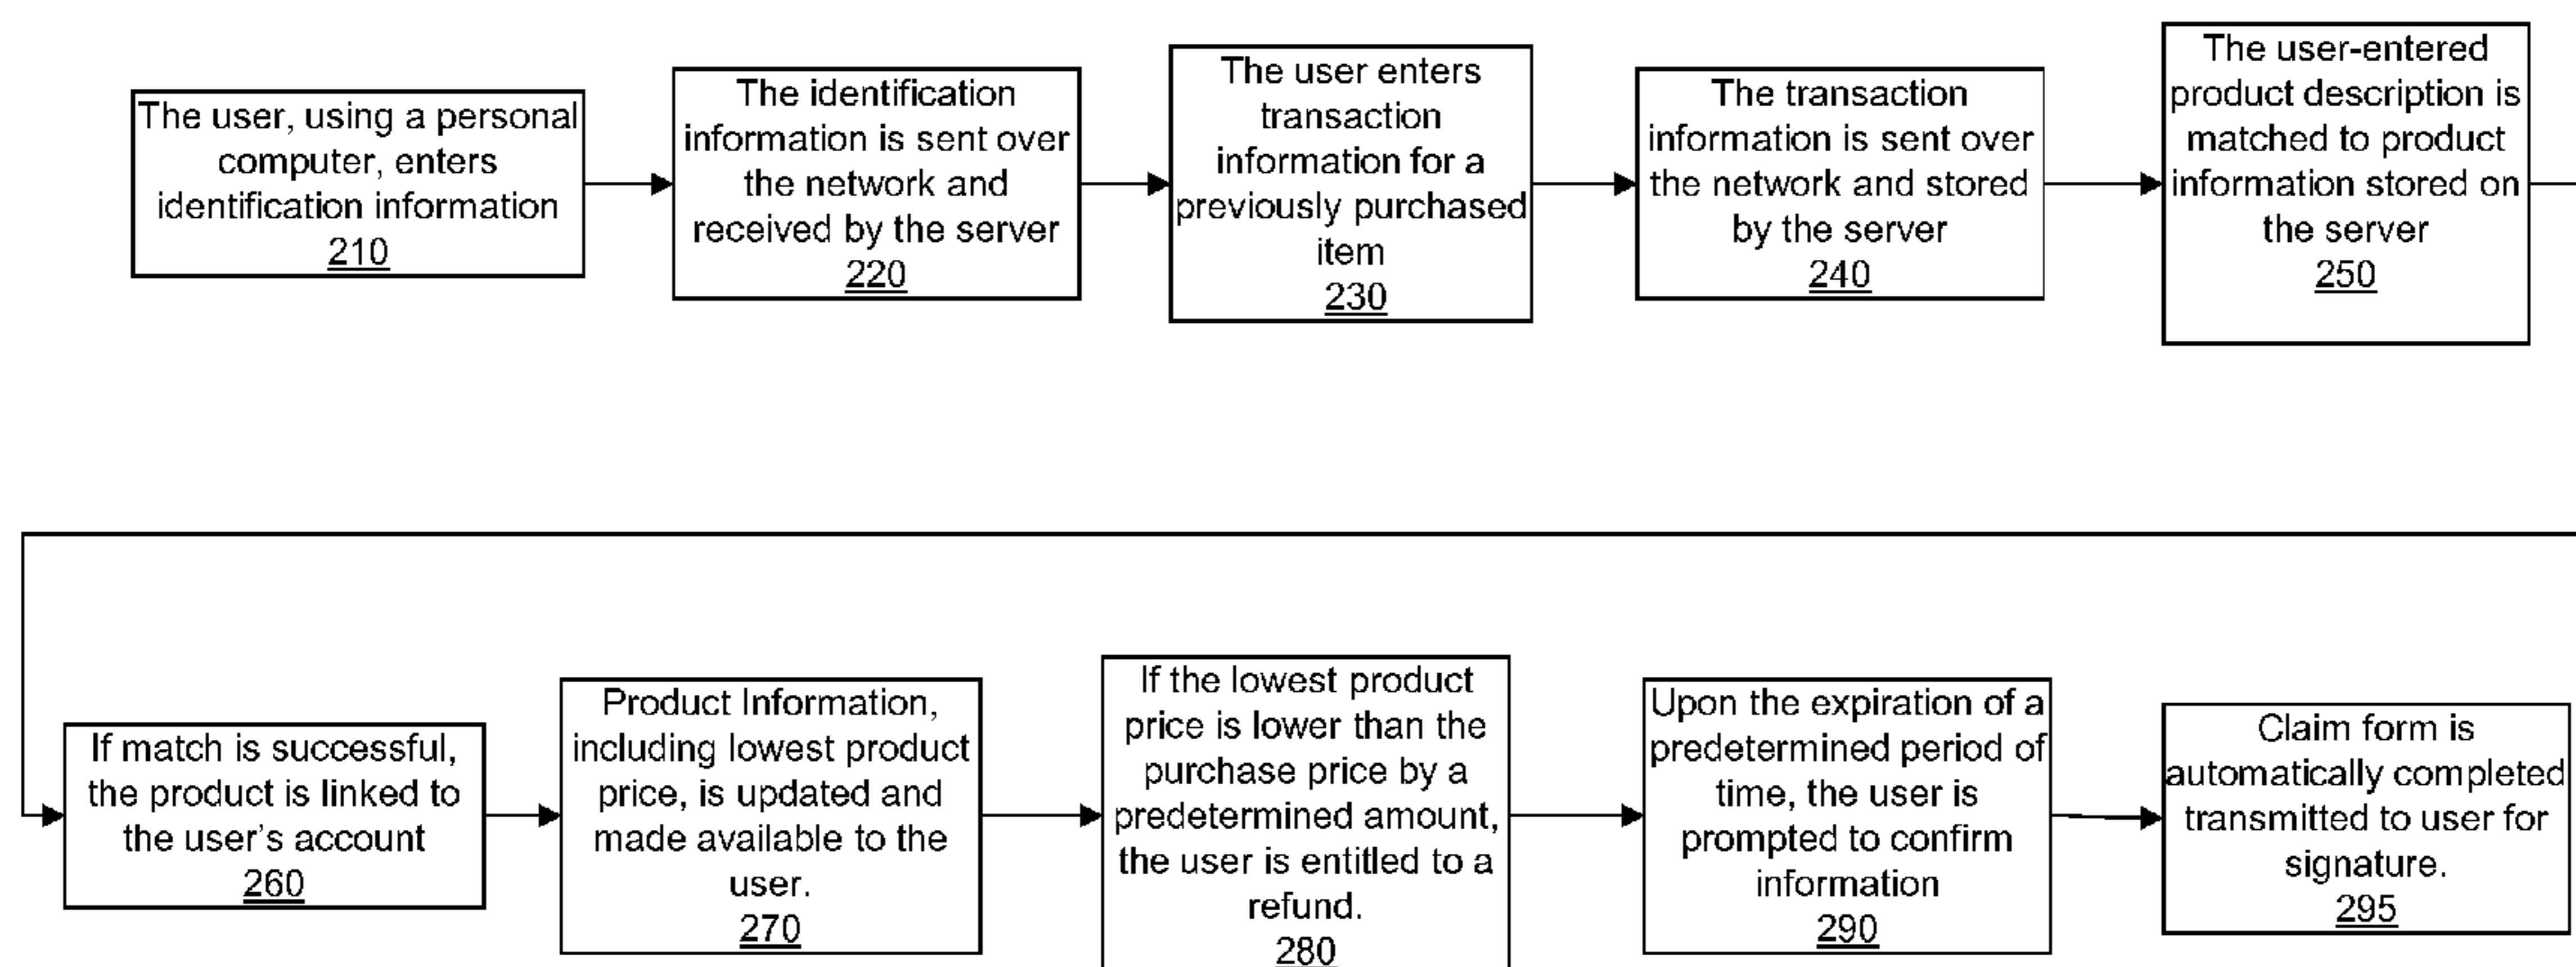 The user, using a personal
computer, enters
identification information
210
The identification
information is sent over
the network and
received by the server
220
The user enters
transaction
information for a
previously purchased
item
230
The transaction
information is sent over
the network and stored
by the server
240
The user-entered
product description is
matched to product
information stored on
the server
250
If match is successful,
the product is linked to
the user's account
260
Product Information,
including lowest product
price, is updated and
made available to the
user.
270
If the lowest product
price is lower than the
purchase price by a
predetermined amount,
the user is entitled to a
refund.
280
Upon the expiration of a
predetermined period of
time, the user is
prompted to confirm
information
290
Claim form is
automatically completed
transmitted to user for
signature.
295